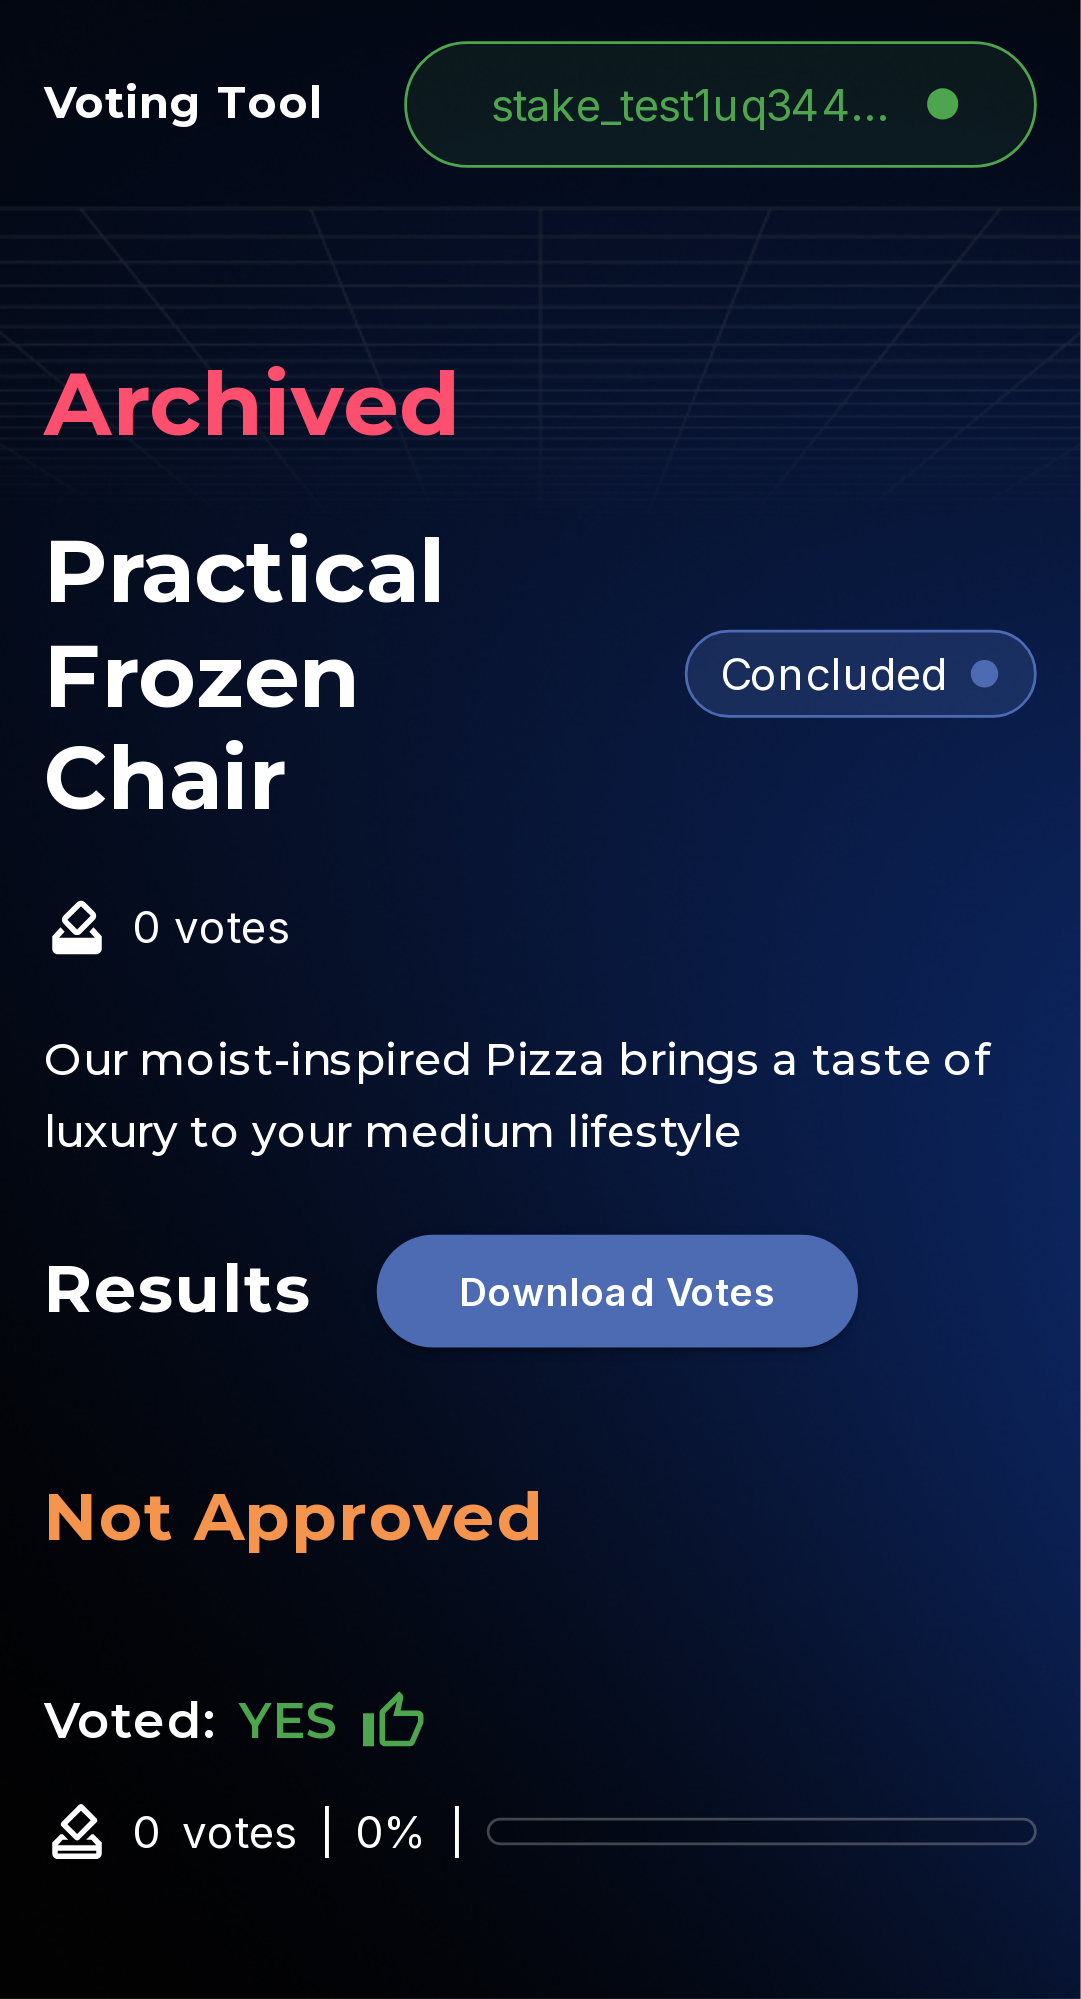 Voting Tool
stake_test1uq344...
Archived
Practical
Frozen
Chair
Concluded
0 votes
Our moist-inspired Pizza brings a taste of
luxury to your medium lifestyle
Results
Download Votes
Not Approved
Voted: YES
0 votes | 0% |